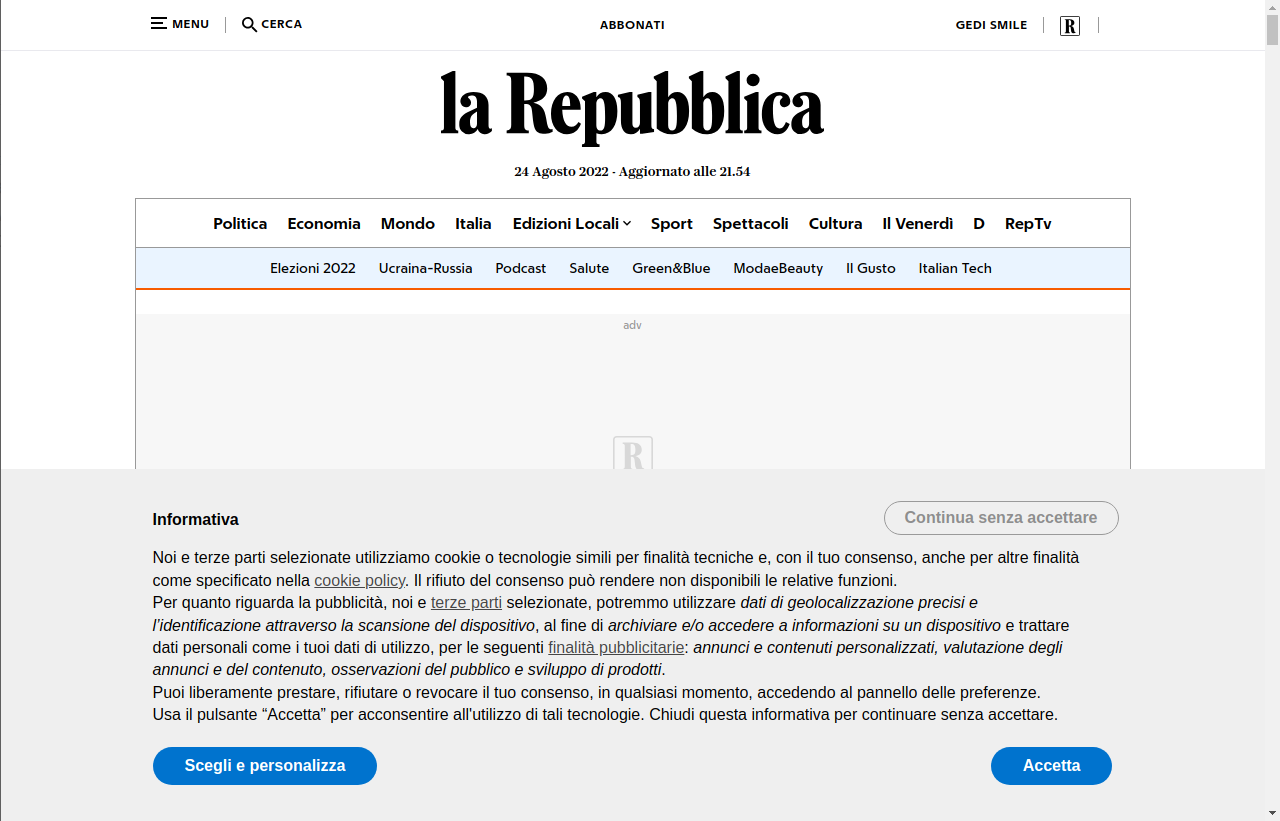 MENU CERCA ABBONATI GEDI SMILE R
la Repubblica
24 Agosto 2022 - Aggiornato alle 21.54
Politica Economia Mondo Italia Edizioni Locali Sport Spettacoli Cultura Il Venerdì D RepTv
Elezioni 2022 Ucraina-Russia Podcast Salute Green&Blue ModaeBeauty Il Gusto Italian Tech
adv
R
Informativa
Continua senza accettare
Noi e terze parti selezionate utilizziamo cookie o tecnologie simili per finalità tecniche e, con il tuo consenso, anche per altre finalità
come specificato nella cookie policy. Il rifiuto del consenso può rendere non disponibili le relative funzioni.
Per quanto riguarda la pubblicità, noi e terze parti selezionate, potremmo utilizzare dati di geolocalizzazione precisi e
l’identificazione attraverso la scansione del dispositivo, al fine di archiviare e/o accedere a informazioni su un dispositivo e trattare
dati personali come i tuoi dati di utilizzo, per le seguenti finalità pubblicitarie: annunci e contenuti personalizzati, valutazione degli
annunci e del contenuto, osservazioni del pubblico e sviluppo di prodotti.
Puoi liberamente prestare, rifiutare o revocare il tuo consenso, in qualsiasi momento, accedendo al pannello delle preferenze.
Usa il pulsante “Accetta” per acconsentire all'utilizzo di tali tecnologie. Chiudi questa informativa per continuare senza accettare.
Scegli e personalizza Accetta